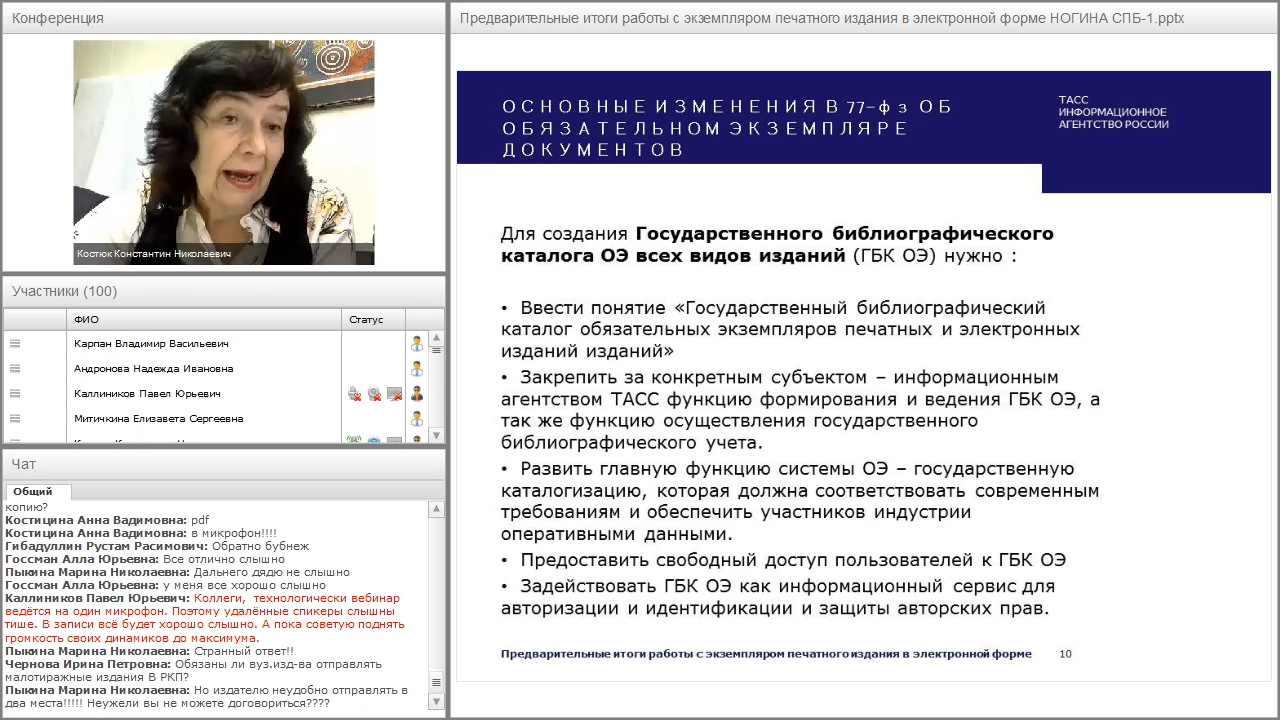 Конференция
Костюк Константин Николаевич
Участники (100)
ФИО
Статус
Карпан Владимир Васильевич
Андронова Надежда Ивановна
Каллиников Павел Юрьевич
Митичкина Елизавета Сергеевна
Чат
Общий
копию?
Костицина Анна Вадимовна: pdf
Костицина Анна Вадимовна: в микрофон!!!!
Гибадуллин Рустам Расимович: Обратно бубнеж
Госсман Алла Юрьевна: Все отлично слышно
Пыкина Марина Николаевна: Дальнего дядю не слышно
Госсман Алла Юрьевна: у меня все хорошо слышно
Каллиников Павел Юрьевич: Коллеги, технологически вебинар
ведётся на один микрофон. Поэтому удалённые спикеры слышны
тише. В записи всё будет хорошо слышно. А пока советую поднять
громкость своих динамиков до максимума.
Пыкина Марина Николаевна: Странный ответ!!
Чернова Ирина Петровна: Обязаны ли вуз.изд-ва отправлять
малотиражные издания В РКП?
Пыкина Марина Николаевна: Но издателю неудобно отправлять в
два места!!!!! Неужели вы не можете договориться????
Предварительные итоги работы с экземпляром печатного издания в электронной форме НОГИНА СПБ-1.pptx
ОСНОВНЫЕ ИЗМЕНЕНИЯ В 77–ф з ОБ
ОБЯЗАТЕЛЬНОМ ЭКЗЕМПЛЯРЕ
ДОКУМЕНТОВ
ТАСС
ИНФОРМАЦИОННОЕ
АГЕНТСТВО РОССИИ
Для создания Государственного библиографического
каталога ОЭ всех видов изданий (ГБК ОЭ) нужно :
• Ввести понятие «Государственный библиографический
каталог обязательных экземпляров печатных и электронных
изданий изданий»
• Закрепить за конкретным субъектом – информационным
агентством ТАСС функцию формирования и ведения ГБК ОЭ, а
так же функцию осуществления государственного
библиографического учета.
• Развить главную функцию системы ОЭ – государственную
каталогизацию, которая должна соответствовать современным
требованиям и обеспечить участников индустрии
оперативными данными.
• Предоставить свободный доступ пользователей к ГБК ОЭ
• Задействовать ГБК ОЭ как информационный сервис для
авторизации и идентификации и защиты авторских прав.
Предварительные итоги работы с экземпляром печатного издания в электронной форме 10